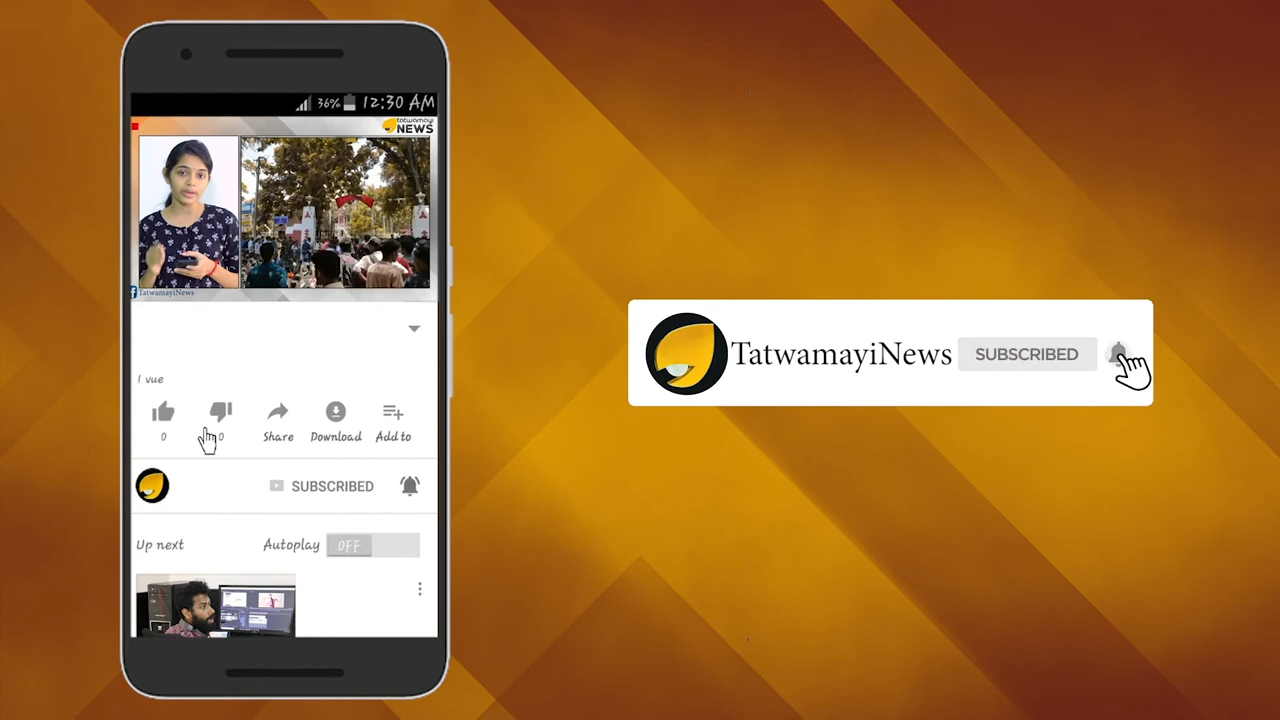 36% 12:30 AM
tatwamayi
NEWS
TatwamayiNews
1 vue
0 0 Share Download Add to
SUBSCRIBED
Up next Autoplay OFF
TatwamayiNews SUBSCRIBED